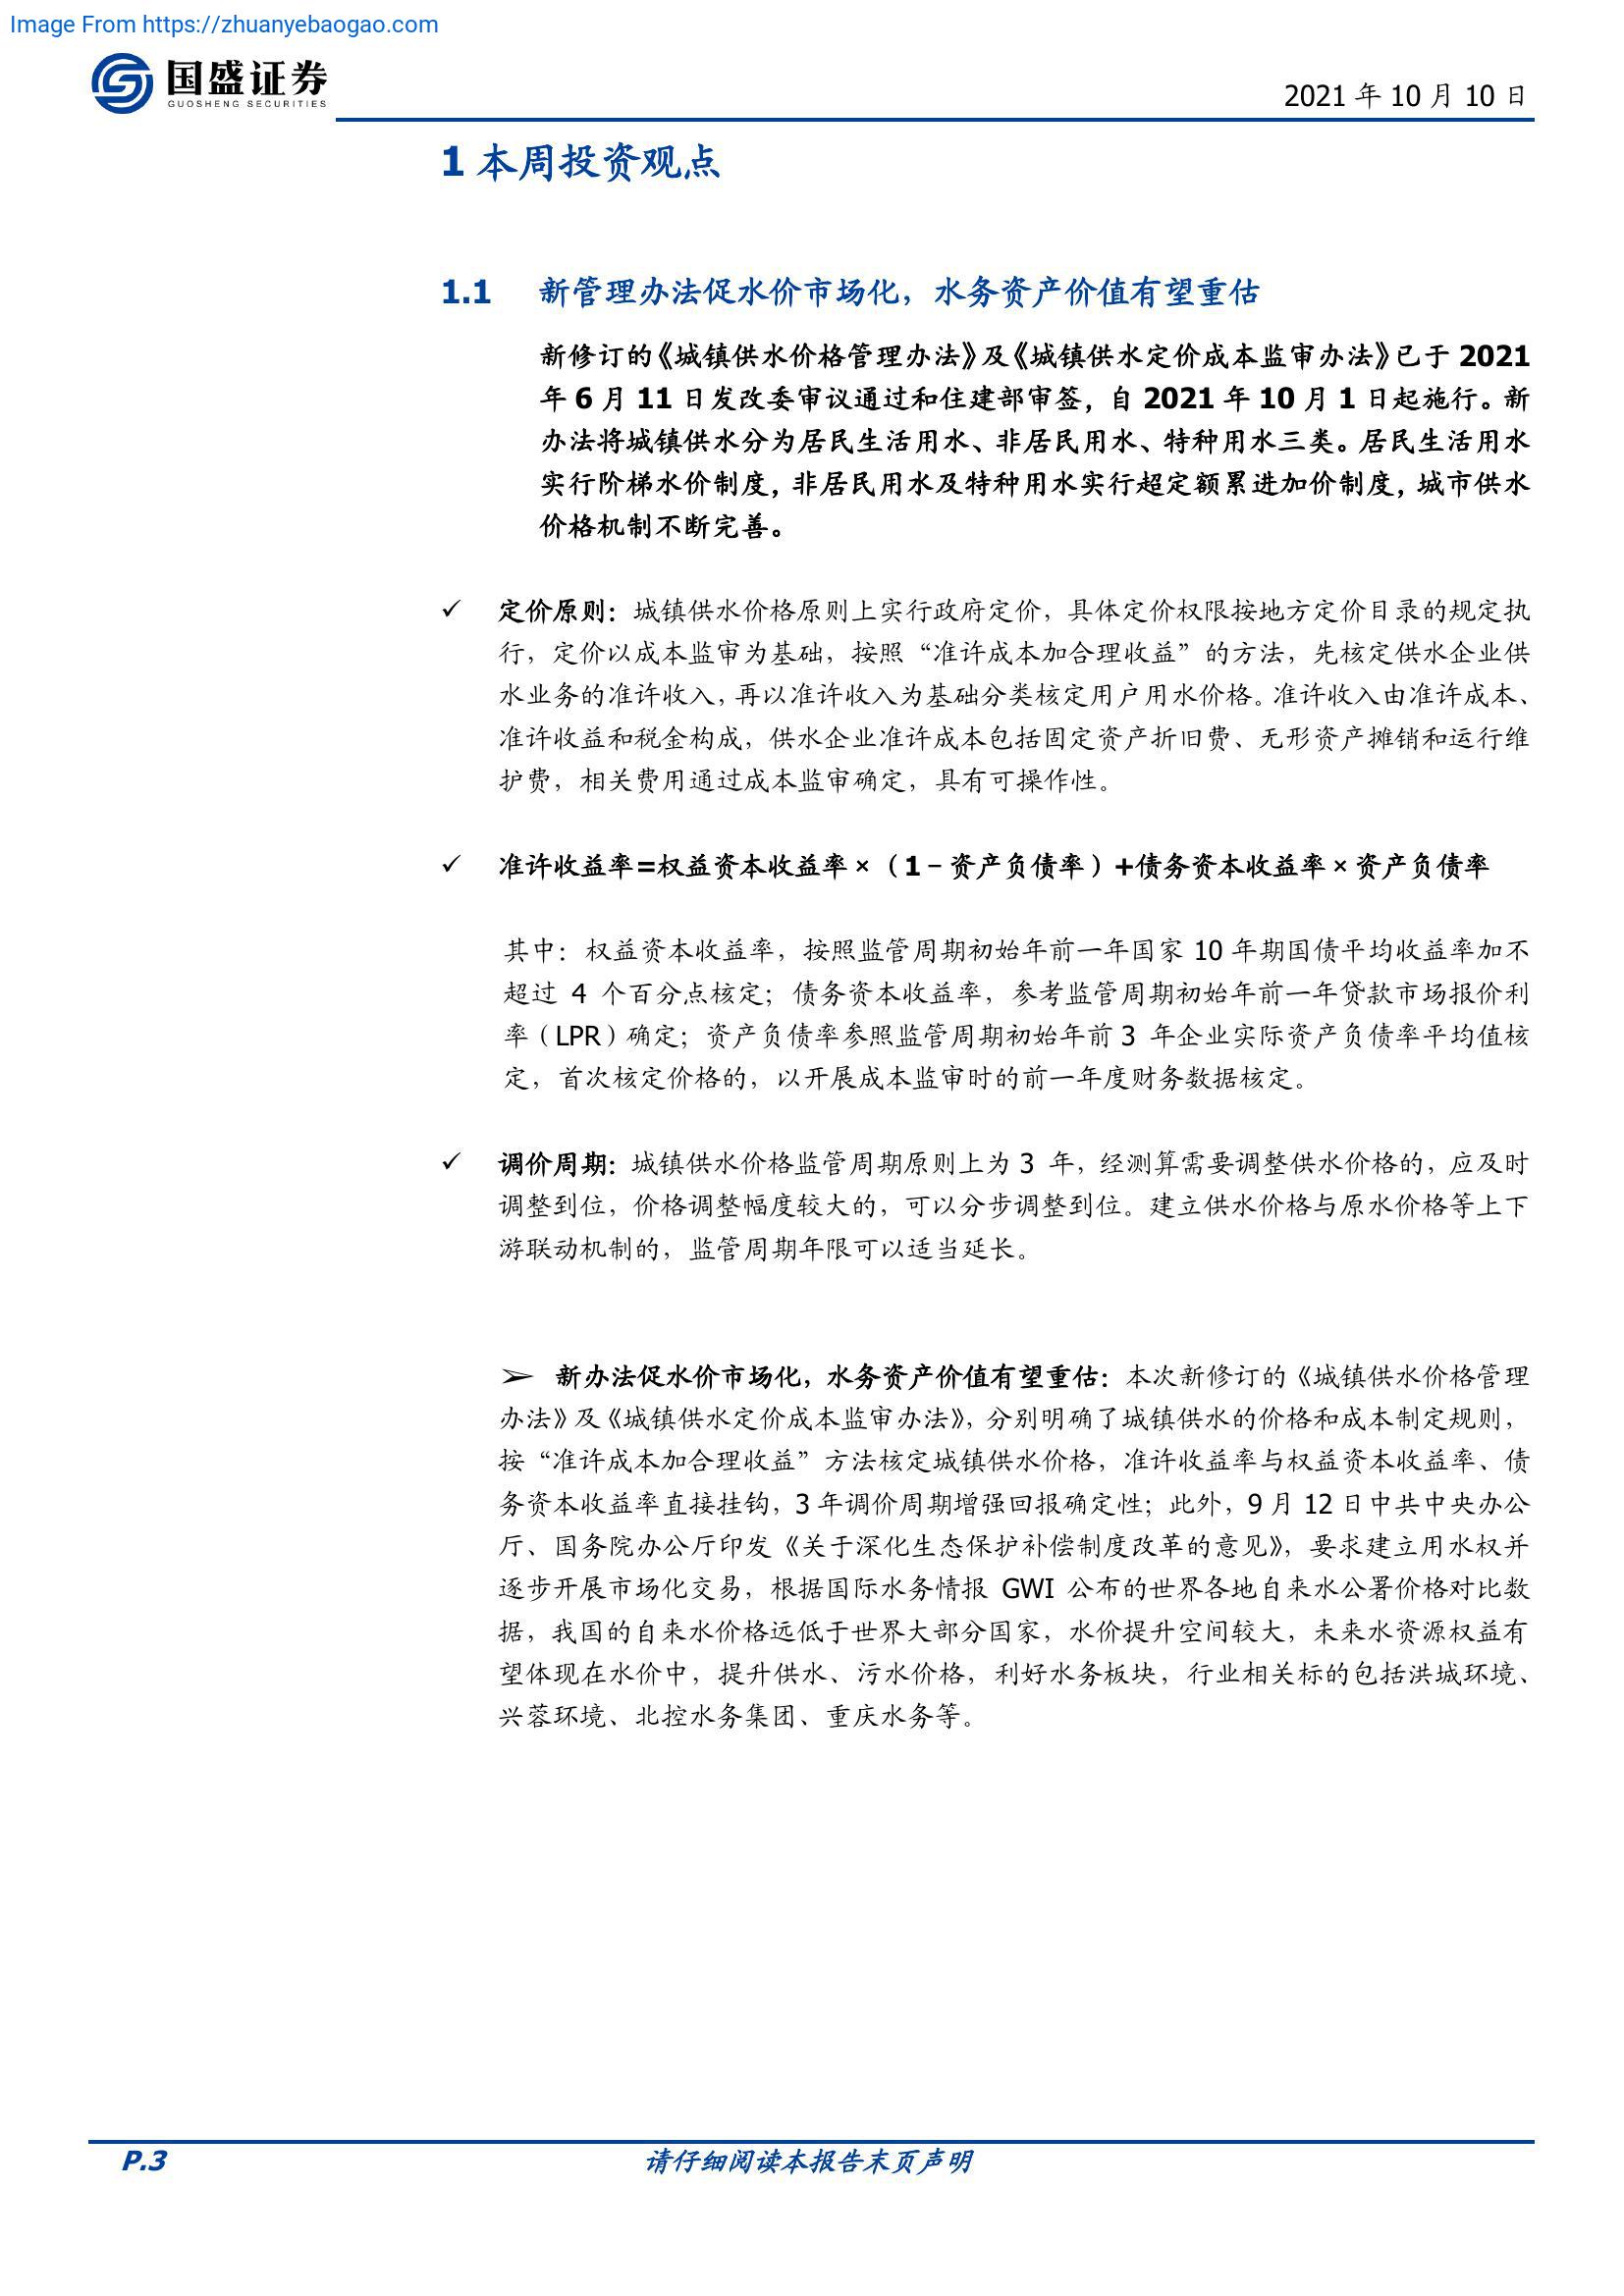 Image From https://zhuanyebaogao.com
国盛证券
GUOSHENG SECURITIES
2021 年 10 月 10 日
1 本周投资观点
1.1 新管理办法促水价市场化，水务资产价值有望重估
新修订的《城镇供水价格管理办法》及《城镇供水定价成本监审办法》已于 2021
年 6 月 11 日发改委审议通过和住建部审签，自 2021 年 10 月 1 日起施行。新
办法将城镇供水分为居民生活用水、非居民用水、特种用水三类。居民生活用水
实行阶梯水价制度，非居民用水及特种用水实行超定额累进加价制度，城市供水
价格机制不断完善。
✓ 定价原则：城镇供水价格原则上实行政府定价，具体定价权限按地方定价目录的规定执
行，定价以成本监审为基础，按照“准许成本加合理收益”的方法，先核定供水企业供
水业务的准许收入，再以准许收入为基础分类核定用户用水价格。准许收入由准许成本、
准许收益和税金构成，供水企业准许成本包括固定资产折旧费、无形资产摊销和运行维
护费，相关费用通过成本监审确定，具有可操作性。
✓ 准许收益率=权益资本收益率×（1－资产负债率）+债务资本收益率×资产负债率
其中：权益资本收益率，按照监管周期初始年前一年国家 10 年期国债平均收益率加不
超过 4 个百分点核定；债务资本收益率，参考监管周期初始年前一年贷款市场报价利
率（LPR）确定；资产负债率参照监管周期初始年前 3 年企业实际资产负债率平均值核
定，首次核定价格的，以开展成本监审时的前一年度财务数据核定。
✓ 调价周期：城镇供水价格监管周期原则上为 3 年，经测算需要调整供水价格的，应及时
调整到位，价格调整幅度较大的，可以分步调整到位。建立供水价格与原水价格等上下
游联动机制的，监管周期年限可以适当延长。
➢ 新办法促水价市场化，水务资产价值有望重估：本次新修订的《城镇供水价格管理
办法》及《城镇供水定价成本监审办法》，分别明确了城镇供水的价格和成本制定规则，
按“准许成本加合理收益”方法核定城镇供水价格，准许收益率与权益资本收益率、债
务资本收益率直接挂钩，3 年调价周期增强回报确定性；此外，9 月 12 日中共中央办公
厅、国务院办公厅印发《关于深化生态保护补偿制度改革的意见》，要求建立用水权并
逐步开展市场化交易，根据国际水务情报 GWI 公布的世界各地自来水公署价格对比数
据，我国的自来水价格远低于世界大部分国家，水价提升空间较大，未来水资源权益有
望体现在水价中，提升供水、污水价格，利好水务板块，行业相关标的包括洪城环境、
兴蓉环境、北控水务集团、重庆水务等。
P.3
请仔细阅读本报告末页声明